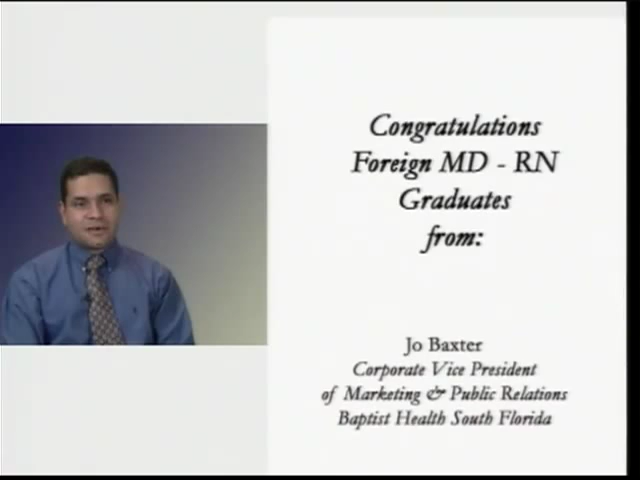 Congratulations
Foreign MD - RN
Graduates
from:
Jo Baxter
Corporate Vice President
of Marketing & Public Relations
Baptist Health South Florida